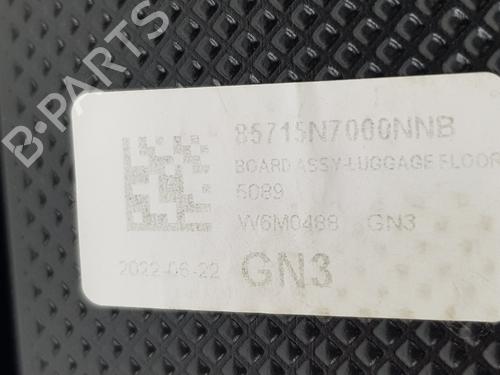 B-PARTS
85715N7000NNB
BOARD ASSY-LUGGAGE FLOOR
5089
W6M0488 GN3
2022-06-22 GN3